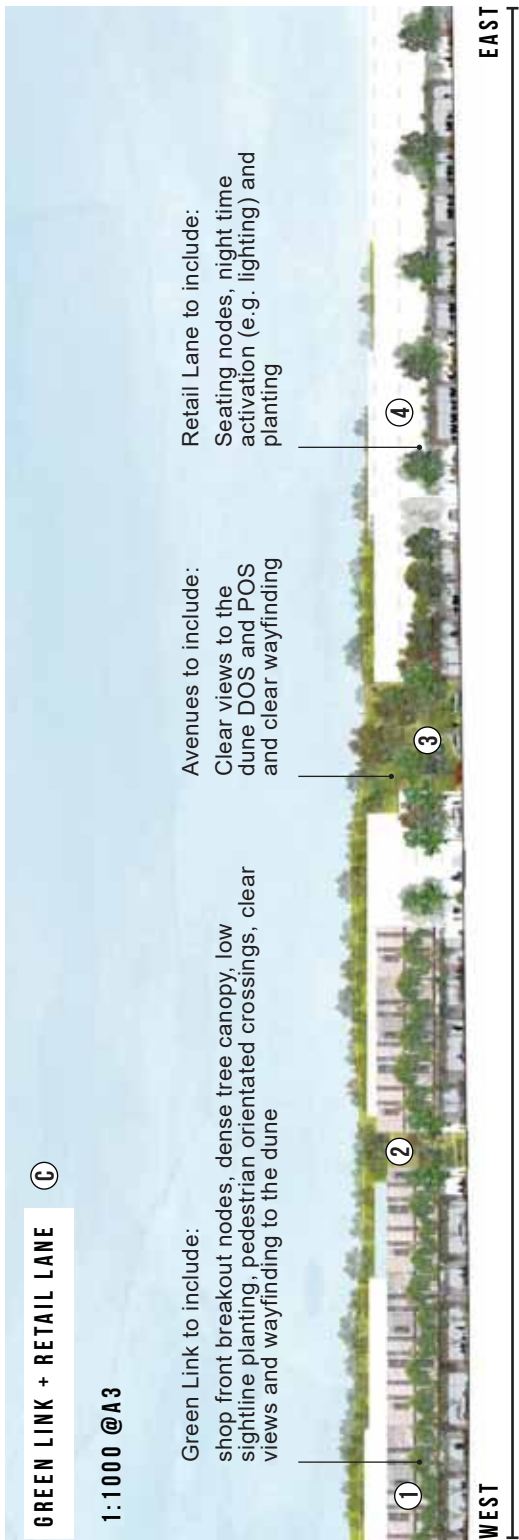 GREEN LINK + RETAIL LANE C
1:1000 @A3
Green Link to include:
shop front breakout nodes, dense tree canopy, low
sightline planting, pedestrian orientated crossings, clear
views and wayfinding to the dune
Avenues to include:
Clear views to the
dune DOS and POS
and clear wayfinding
Retail Lane to include:
Seating nodes, night time
activation (e.g. lighting) and
planting
1
2
3
4
WEST
EAST